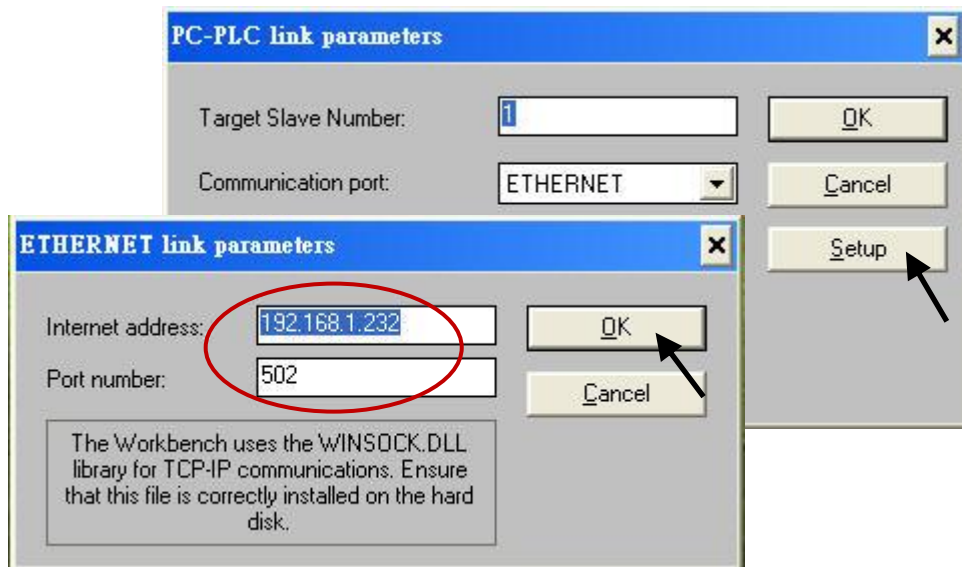 PC-PLC link parameters
Target Slave Number: 1 OK
Communication port: ETHERNET Cancel
Setup
ETHERNET link parameters
Internet address: 192.168.1.232 OK
Port number: 502
Cancel
The Workbench uses the WINSOCK.DLL
library for TCP-IP communications. Ensure
that this file is correctly installed on the hard
disk.